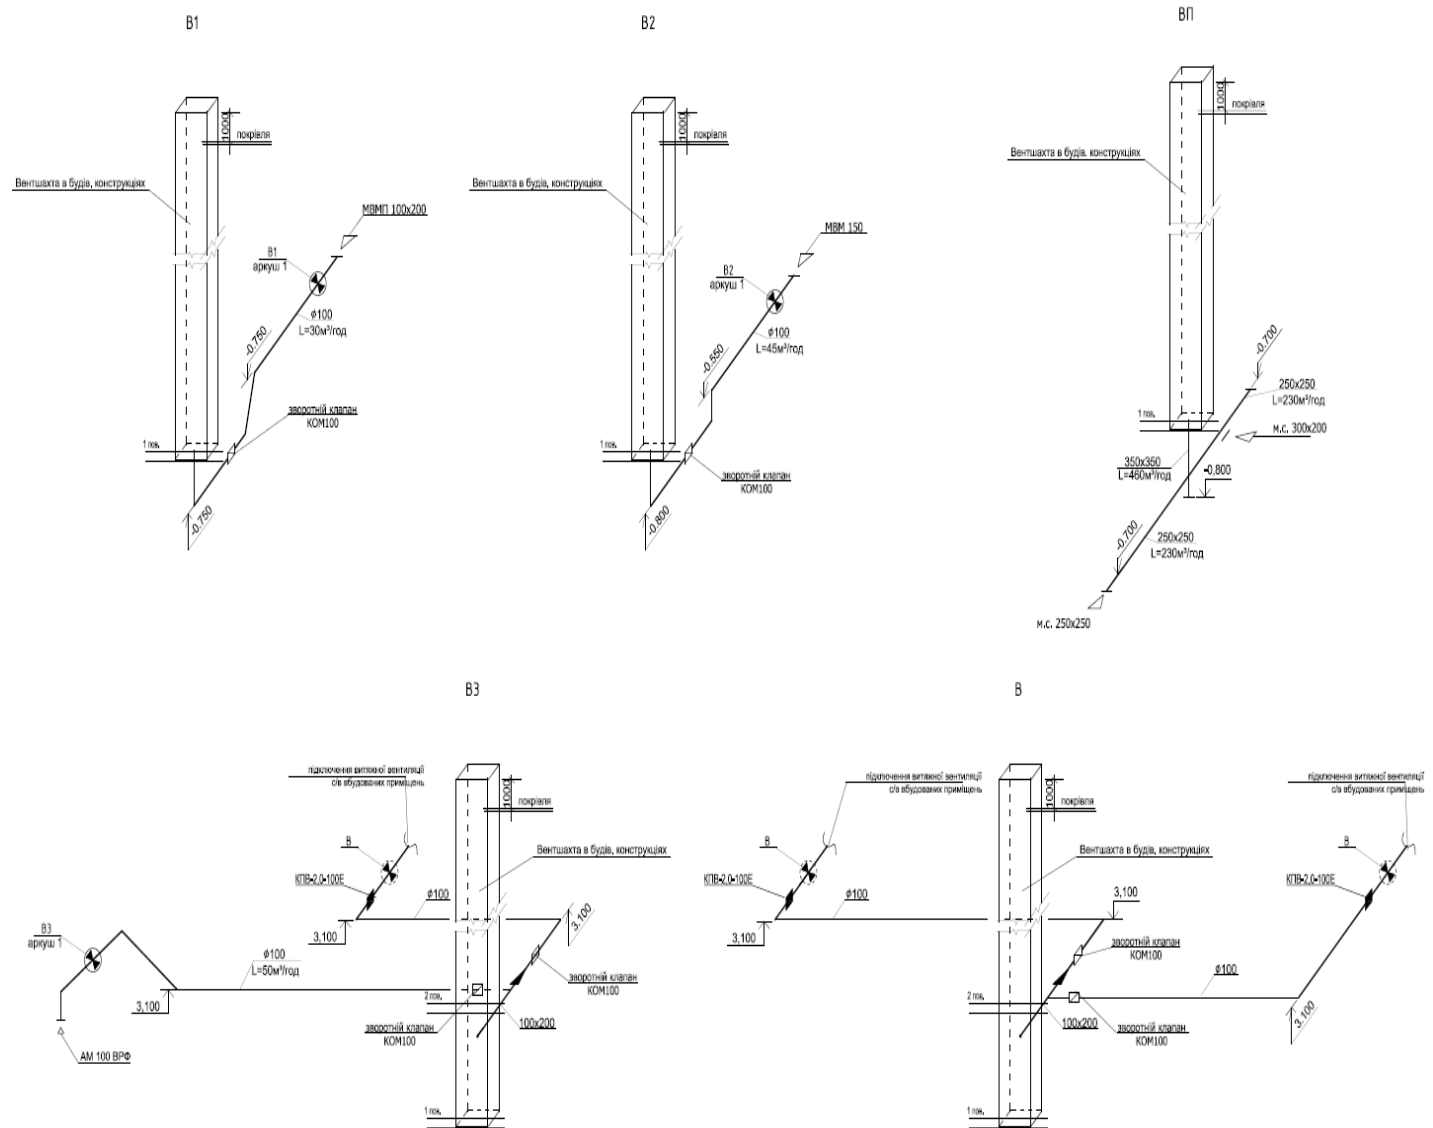 В1
1000
покрівля
Вентшахта в будів. конструкціях
МВМП 100х200
В1
аркуш 1
ø100
L=30м³/год
-0.750
зворотній клапан
КОМ100
1 пов.
-0.750
В2
1000
покрівля
Вентшахта в будів. конструкціях
МВМ 150
В2
аркуш 1
ø100
L=45м³/год
-0.550
1 пов.
зворотній клапан
КОМ100
-0.800
ВП
1000
покрівля
Вентшахта в будів. конструкціях
-0.700
250х250
L=230м³/год
1 пов.
м.с. 300х200
350х350
L=460м³/год
-0,800
-0.700
250х250
L=230м³/год
м.с. 250х250
В3
підключення витяжної вентиляції
с/в вбудованих приміщень
1000
покрівля
В
Вентшахта в будів. конструкціях
КПВ-2,0-100Е
ø100
3,100
3,100
В3
аркуш 1
ø100
L=50м³/год
зворотній клапан
КОМ100
3,100
2 пов.
100х200
зворотній клапан
КОМ100
АМ 100 ВРФ
1 пов.
В
підключення витяжної вентиляції
с/в вбудованих приміщень
1000
покрівля
підключення витяжної вентиляції
с/в вбудованих приміщень
В
Вентшахта в будів. конструкціях
В
КПВ-2,0-100Е
ø100
3,100
КПВ-2,0-100Е
3,100
зворотній клапан
КОМ100
ø100
2 пов.
100х200
зворотній клапан
КОМ100
3,100
1 пов.